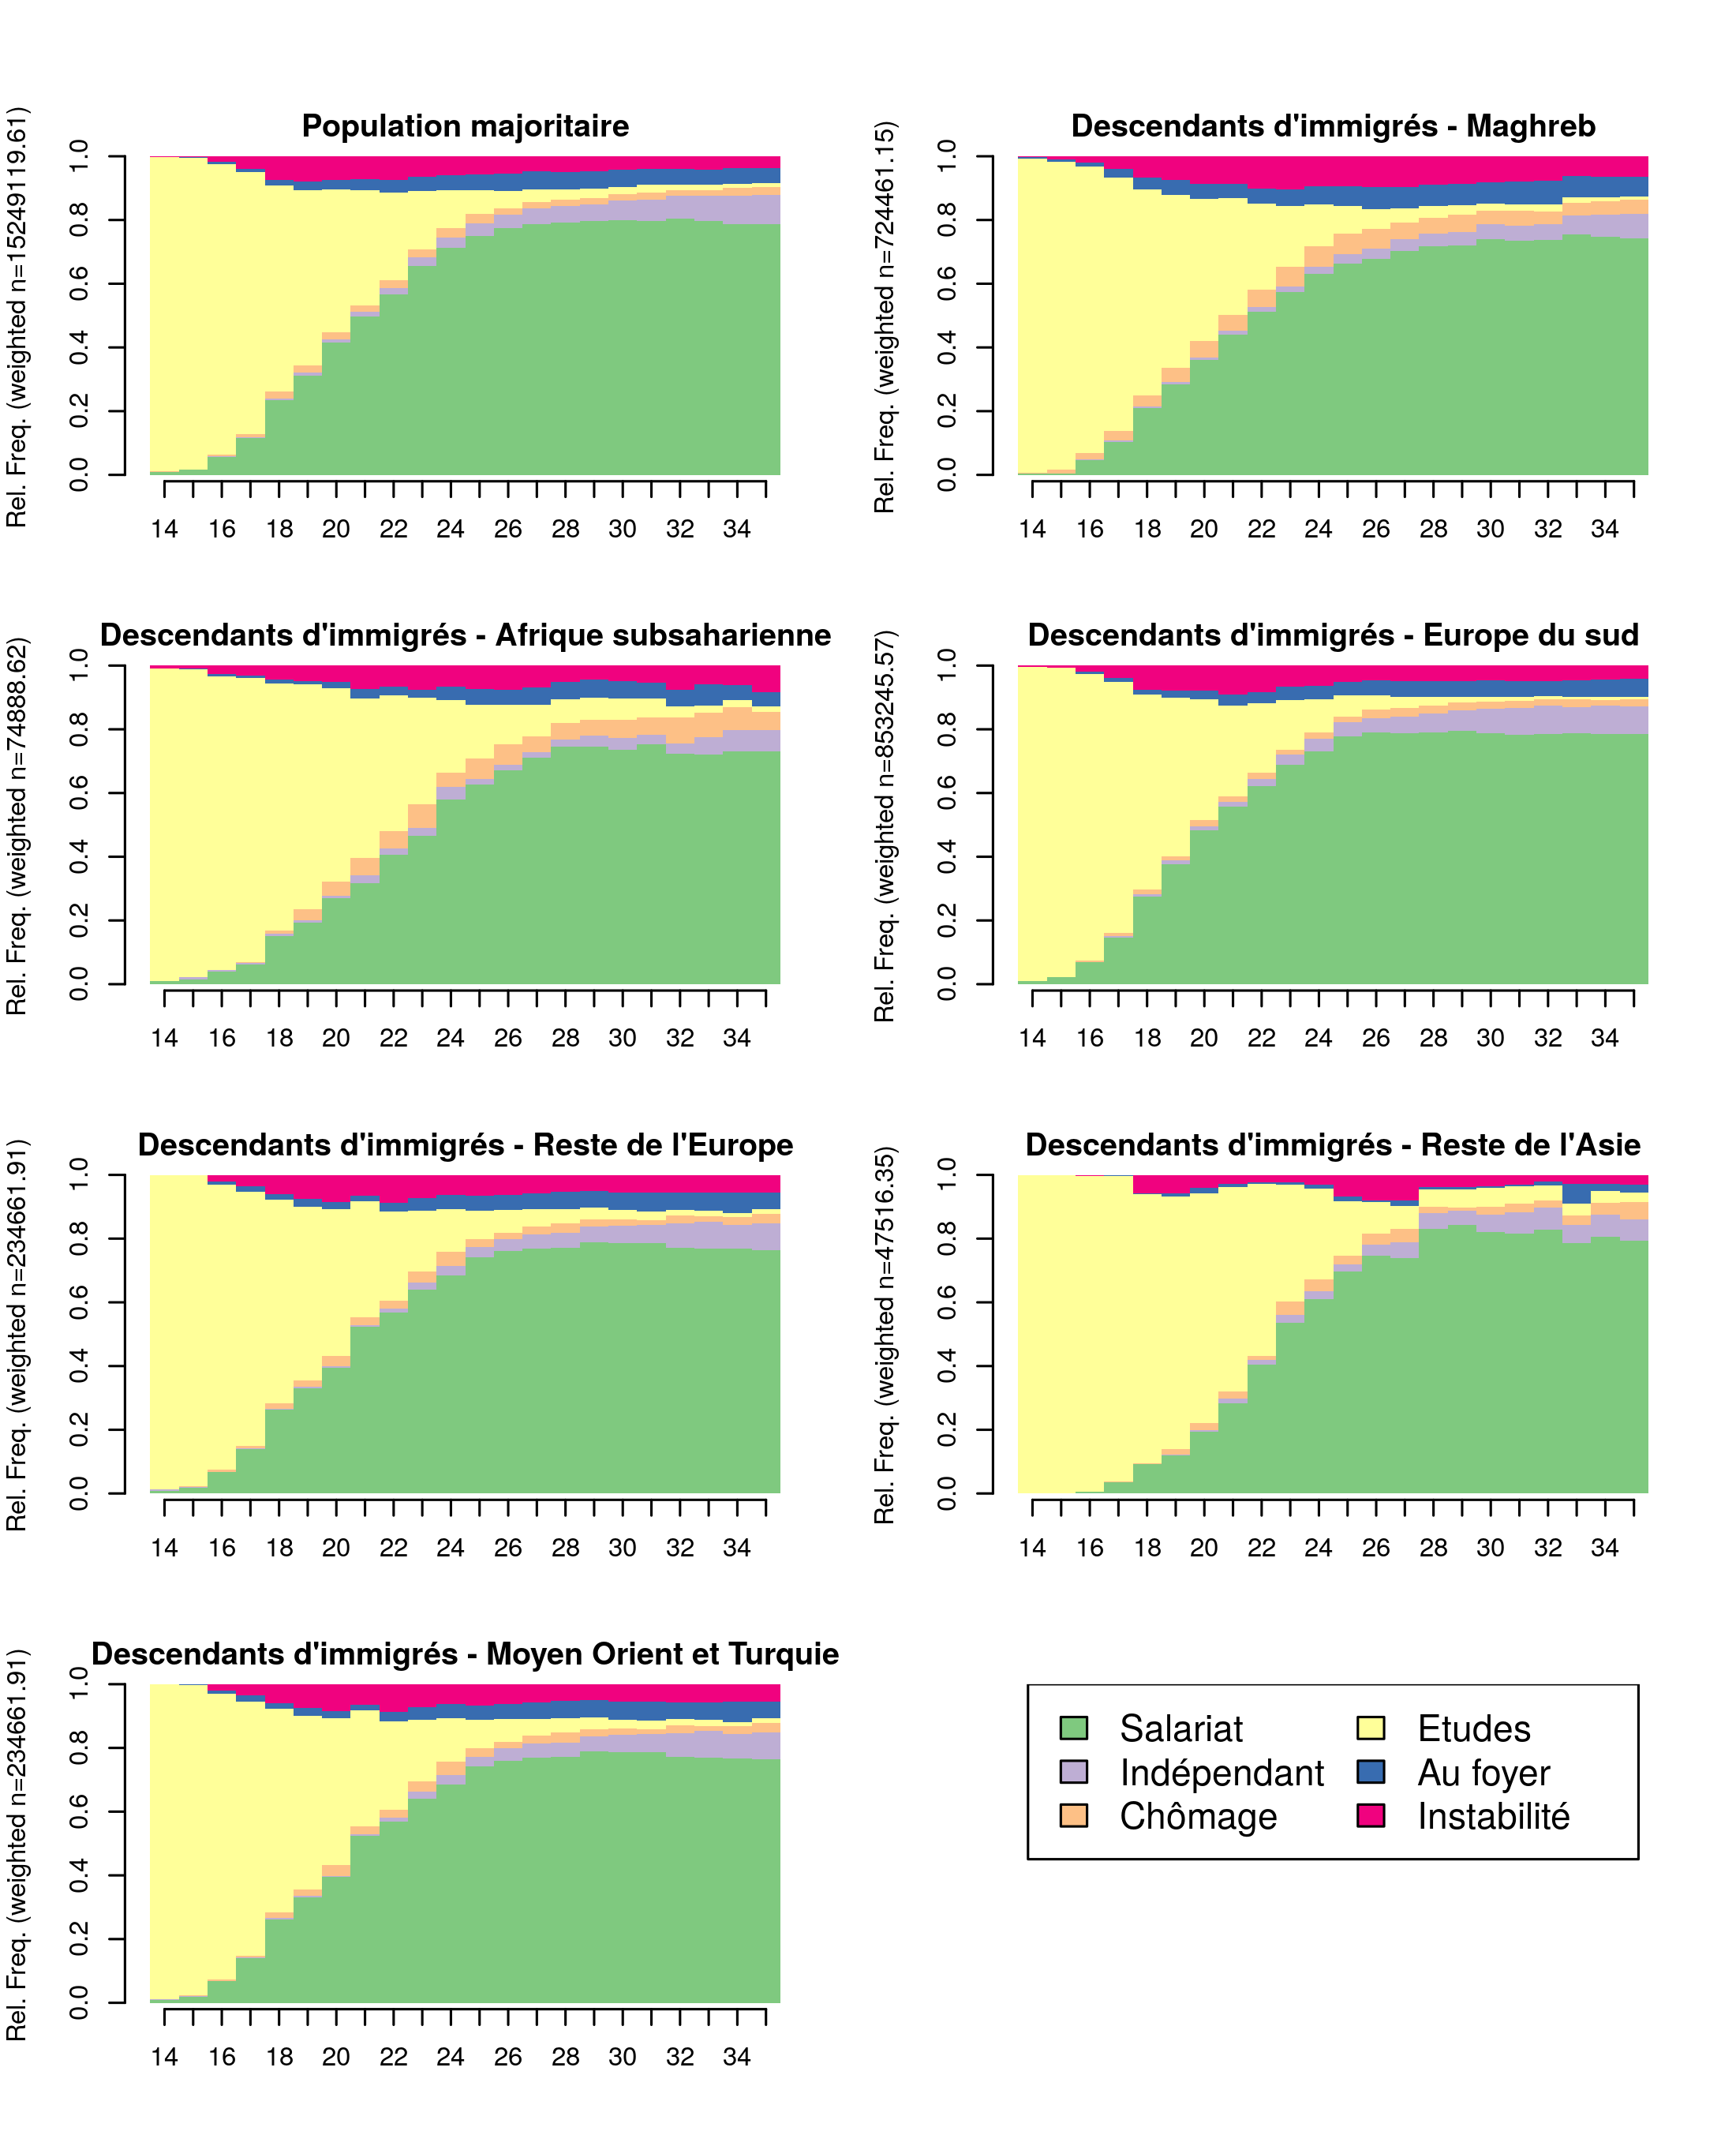 Population majoritaire
Rel. Freq. (weighted n=15249119.61)
0.0 0.2 0.4 0.6 0.8 1.0
14 16 18 20 22 24 26 28 30 32 34
Descendants d'immigrés - Maghreb
Rel. Freq. (weighted n=724461.15)
0.0 0.2 0.4 0.6 0.8 1.0
14 16 18 20 22 24 26 28 30 32 34
Descendants d'immigrés - Afrique subsaharienne
Rel. Freq. (weighted n=74888.62)
0.0 0.2 0.4 0.6 0.8 1.0
14 16 18 20 22 24 26 28 30 32 34
Descendants d'immigrés - Europe du sud
Rel. Freq. (weighted n=853245.57)
0.0 0.2 0.4 0.6 0.8 1.0
14 16 18 20 22 24 26 28 30 32 34
Descendants d'immigrés - Reste de l'Europe
Rel. Freq. (weighted n=234661.91)
0.0 0.2 0.4 0.6 0.8 1.0
14 16 18 20 22 24 26 28 30 32 34
Descendants d'immigrés - Reste de l'Asie
Rel. Freq. (weighted n=47516.35)
0.0 0.2 0.4 0.6 0.8 1.0
14 16 18 20 22 24 26 28 30 32 34
Descendants d'immigrés - Moyen Orient et Turquie
Rel. Freq. (weighted n=234661.91)
0.0 0.2 0.4 0.6 0.8 1.0
14 16 18 20 22 24 26 28 30 32 34
Salariat
Indépendant
Chômage
Etudes
Au foyer
Instabilité